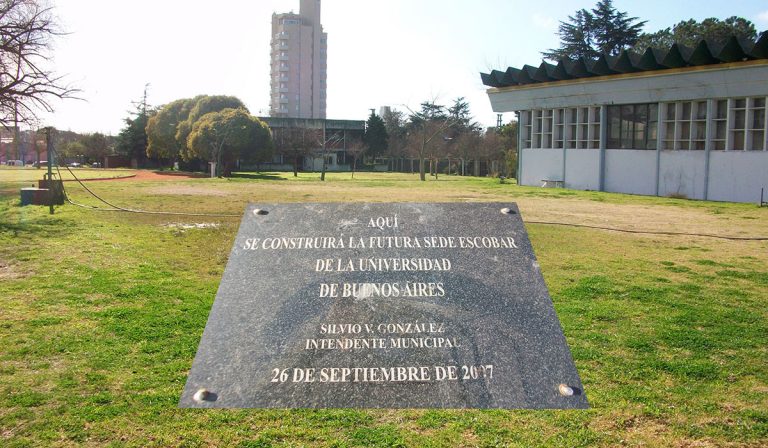 AQUÍ
SE CONSTRUIRÁ LA FUTURA SEDE ESCOBAR
DE LA UNIVERSIDAD
DE BUENOS AIRES
SILVIO V. GONZÁLEZ
INTENDENTE MUNICIPAL
26 DE SEPTIEMBRE DE 2007